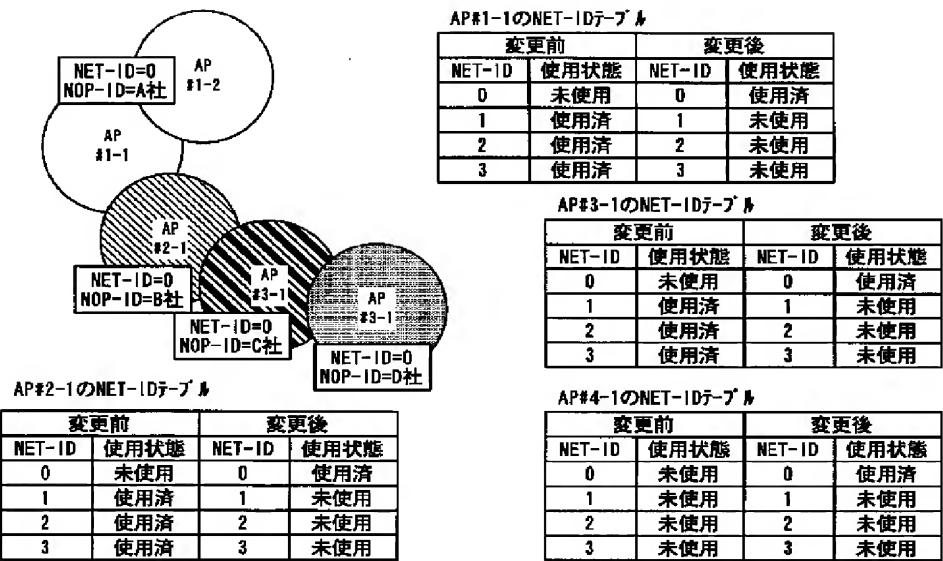 NET-ID=0
NOP-ID=A社
AP
#1-2
AP
#1-1
AP
#2-1
NET-ID=0
NOP-ID=B社
AP
#3-1
NET-ID=0
NOP-ID=C社
AP
#3-1
NET-ID=0
NOP-ID=D社
AP#1-1のNET-IDテーブル
変更前 変更後
NET-ID 使用状態 NET-ID 使用状態
0 未使用 0 使用済
1 使用済 1 未使用
2 使用済 2 未使用
3 使用済 3 未使用
AP#3-1のNET-IDテーブル
変更前 変更後
NET-ID 使用状態 NET-ID 使用状態
0 未使用 0 使用済
1 使用済 1 未使用
2 使用済 2 未使用
3 使用済 3 未使用
AP#2-1のNET-IDテーブル
変更前 変更後
NET-ID 使用状態 NET-ID 使用状態
0 未使用 0 使用済
1 使用済 1 未使用
2 使用済 2 未使用
3 使用済 3 未使用
AP#4-1のNET-IDテーブル
変更前 変更後
NET-ID 使用状態 NET-ID 使用状態
0 未使用 0 使用済
1 未使用 1 未使用
2 未使用 2 未使用
3 未使用 3 未使用